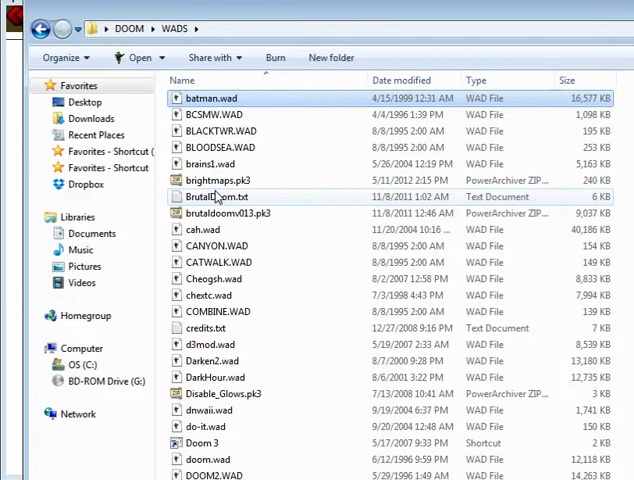 DOOM WADS
Organize Open Share with Burn New folder
Name Date modified Type Size
Favorites
Desktop
Downloads
Recent Places
Favorites - Shortcut (
Favorites - Shortcut
Dropbox
Libraries
Documents
Music
Pictures
Videos
Homegroup
Computer
OS (C:)
BD-ROM Drive (G:)
Network
batman.wad 4/15/1999 12:31 AM WAD File 16,577 KB
BCSMW.WAD 4/4/1996 1:39 PM WAD File 1,098 KB
BLACKTWR.WAD 8/8/1995 2:00 AM WAD File 195 KB
BLOODSEA.WAD 8/8/1995 2:00 AM WAD File 201 KB
brains1.wad 5/26/2004 12:19 PM WAD File 5,163 KB
brightmaps.pk3 5/11/2012 2:15 PM PowerArchiver ZIP... 240 KB
BrutalDoom.txt 11/8/2011 1:02 AM Text Document 6 KB
brutaldoomv013.pk3 11/8/2011 12:46 AM PowerArchiver ZIP... 9,037 KB
cah.wad 11/20/2004 10:16 ... WAD File 40,186 KB
CANYON.WAD 8/8/1995 2:00 AM WAD File 154 KB
CATWALK.WAD 8/8/1995 2:00 AM WAD File 149 KB
Cheogsh.wad 8/2/2007 12:58 PM WAD File 8,833 KB
chextc.wad 7/3/1998 4:43 PM WAD File 7,994 KB
COMBINE.WAD 8/8/1995 2:00 AM WAD File 139 KB
credits.txt 12/27/2008 9:16 PM Text Document 7 KB
d3mod.wad 5/19/2007 2:33 AM WAD File 8,539 KB
Darken2.wad 8/7/2000 9:28 PM WAD File 13,180 KB
DarkHour.wad 8/6/2001 3:22 PM WAD File 12,735 KB
Disable_Glows.pk3 7/13/2008 10:41 AM PowerArchiver ZIP... 3 KB
dnwaii.wad 9/19/2004 6:37 PM WAD File 1,741 KB
do-it.wad 9/20/2004 12:48 AM WAD File 150 KB
Doom 3 5/17/2007 9:33 PM Shortcut 2 KB
doom.wad 6/12/1996 9:59 PM WAD File 12,118 KB
DOOM2.WAD 5/29/1996 1:49 AM WAD File 14,247 KB